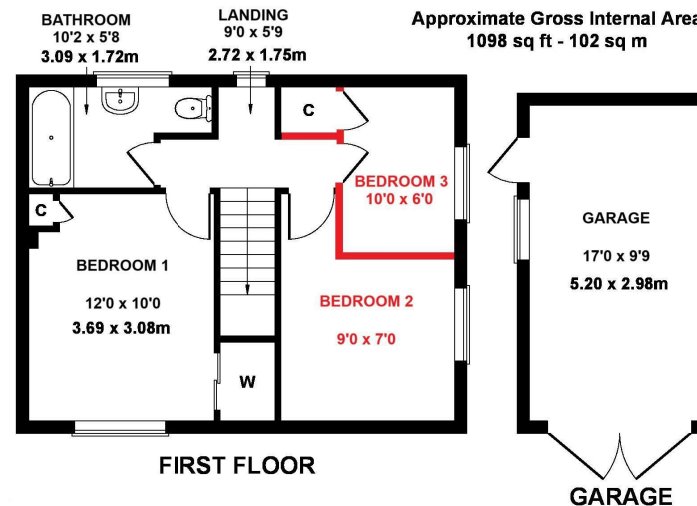 BATHROOM
10'2 x 5'8
3.09 x 1.72m
LANDING
9'0 x 5'9
2.72 x 1.75m
Approximate Gross Internal Area
1098 sq ft - 102 sq m
C
BEDROOM 3
10'0 x 6'0
C
BEDROOM 1
12'0 x 10'0
3.69 x 3.08m
BEDROOM 2
9'0 x 7'0
W
GARAGE
17'0 x 9'9
5.20 x 2.98m
FIRST FLOOR
GARAGE